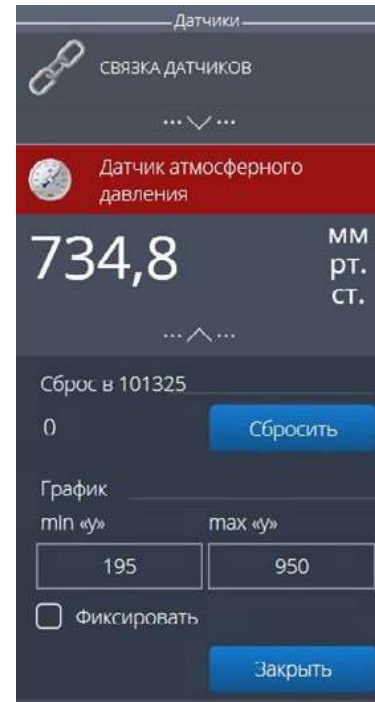 Датчики
СВЯЗКА ДАТЧИКОВ
Датчик атмосферного
давления
734,8
мм
рт.
ст.
Сброс в 101325
0
Сбросить
График
min «y»
max «y»
195
950
Фиксировать
Закрыть